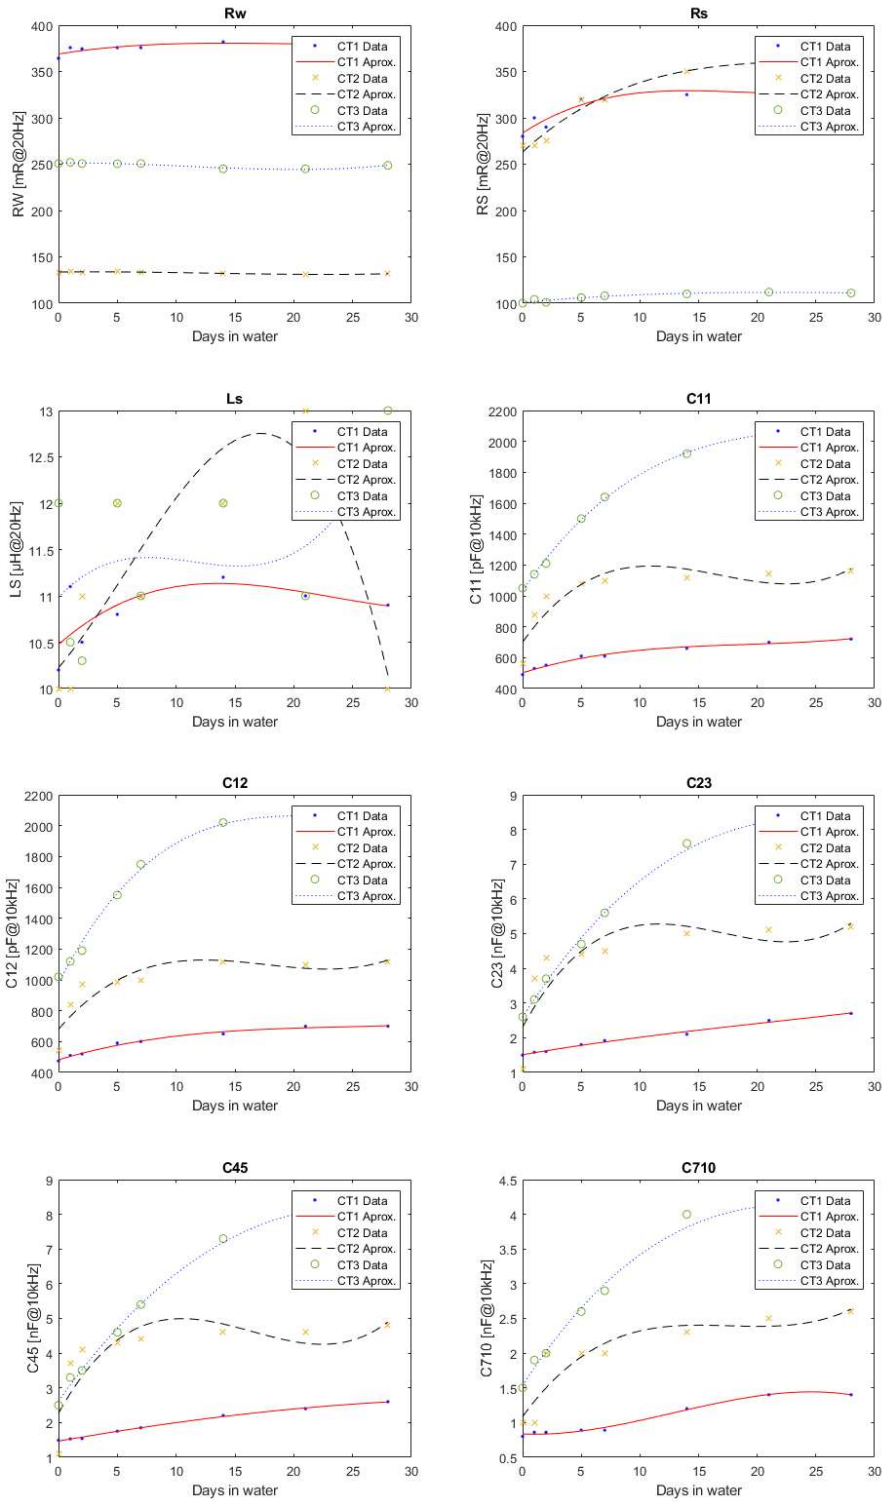 Rw
400
350
300
250
200
150
100
RW [mR@20Hz]
0 5 10 15 20 25 30
Days in water
CT1 Data
CT1 Aprox.
CT2 Data
CT2 Aprox.
CT3 Data
CT3 Aprox.
Rs
400
350
300
250
200
150
100
RS [mR@20Hz]
0 5 10 15 20 25 30
Days in water
CT1 Data
CT1 Aprox.
CT2 Data
CT2 Aprox.
CT3 Data
CT3 Aprox.
Ls
13
12.5
12
11.5
11
10.5
10
LS [µH@20Hz]
0 5 10 15 20 25 30
Days in water
CT1 Data
CT1 Aprox.
CT2 Data
CT2 Aprox.
CT3 Data
CT3 Aprox.
C11
2200
2000
1800
1600
1400
1200
1000
800
600
400
C11 [pF@10kHz]
0 5 10 15 20 25 30
Days in water
CT1 Data
CT1 Aprox.
CT2 Data
CT2 Aprox.
CT3 Data
CT3 Aprox.
C12
2200
2000
1800
1600
1400
1200
1000
800
600
400
C12 [pF@10kHz]
0 5 10 15 20 25 30
Days in water
CT1 Data
CT1 Aprox.
CT2 Data
CT2 Aprox.
CT3 Data
CT3 Aprox.
C23
9
8
7
6
5
4
3
2
1
C23 [nF@10kHz]
0 5 10 15 20 25 30
Days in water
CT1 Data
CT1 Aprox.
CT2 Data
CT2 Aprox.
CT3 Data
CT3 Aprox.
C45
9
8
7
6
5
4
3
2
1
C45 [nF@10kHz]
0 5 10 15 20 25 30
Days in water
CT1 Data
CT1 Aprox.
CT2 Data
CT2 Aprox.
CT3 Data
CT3 Aprox.
C710
4.5
4
3.5
3
2.5
2
1.5
1
0.5
C710 [nF@10kHz]
0 5 10 15 20 25 30
Days in water
CT1 Data
CT1 Aprox.
CT2 Data
CT2 Aprox.
CT3 Data
CT3 Aprox.